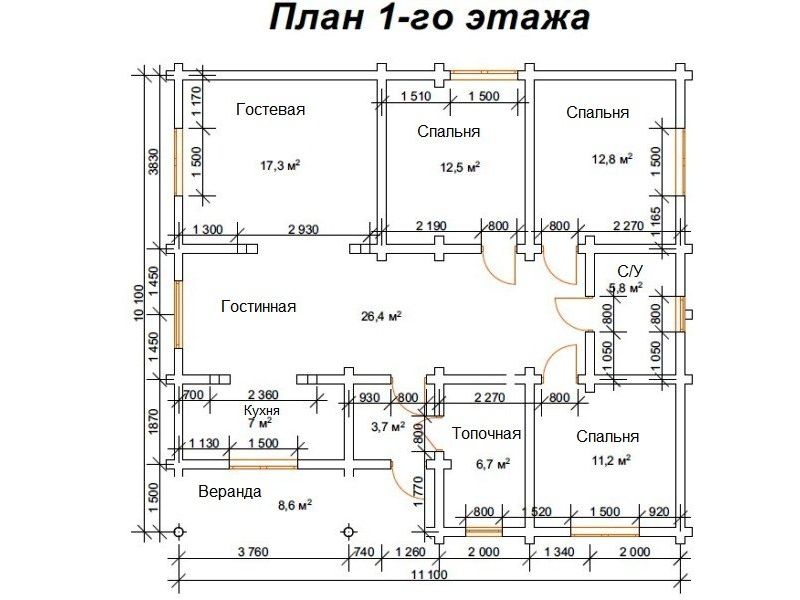 План 1-го этажа
1 170
1 510
1 500
Гостевая
Спальня
Спальня
3830
1 500
17,3 м²
12,5 м²
12,8 м²
1 500
1 300
2 930
2 190
800
800
2 270
1 165
10 100
1 450
1 450
Гостинная
26,4 м²
С/У
5,8 м²
800
800
1 050
1 050
700
2 360
930
800
2 270
800
1870
Кухня
7 м²
3,7 м²
800
Топочная
Спальня
1 130
1 500
6,7 м²
11,2 м²
1 500
Веранда
8,6 м²
1 770
800
1 520
1 500
920
3 760
740
1 260
2 000
1 340
2 000
11 100